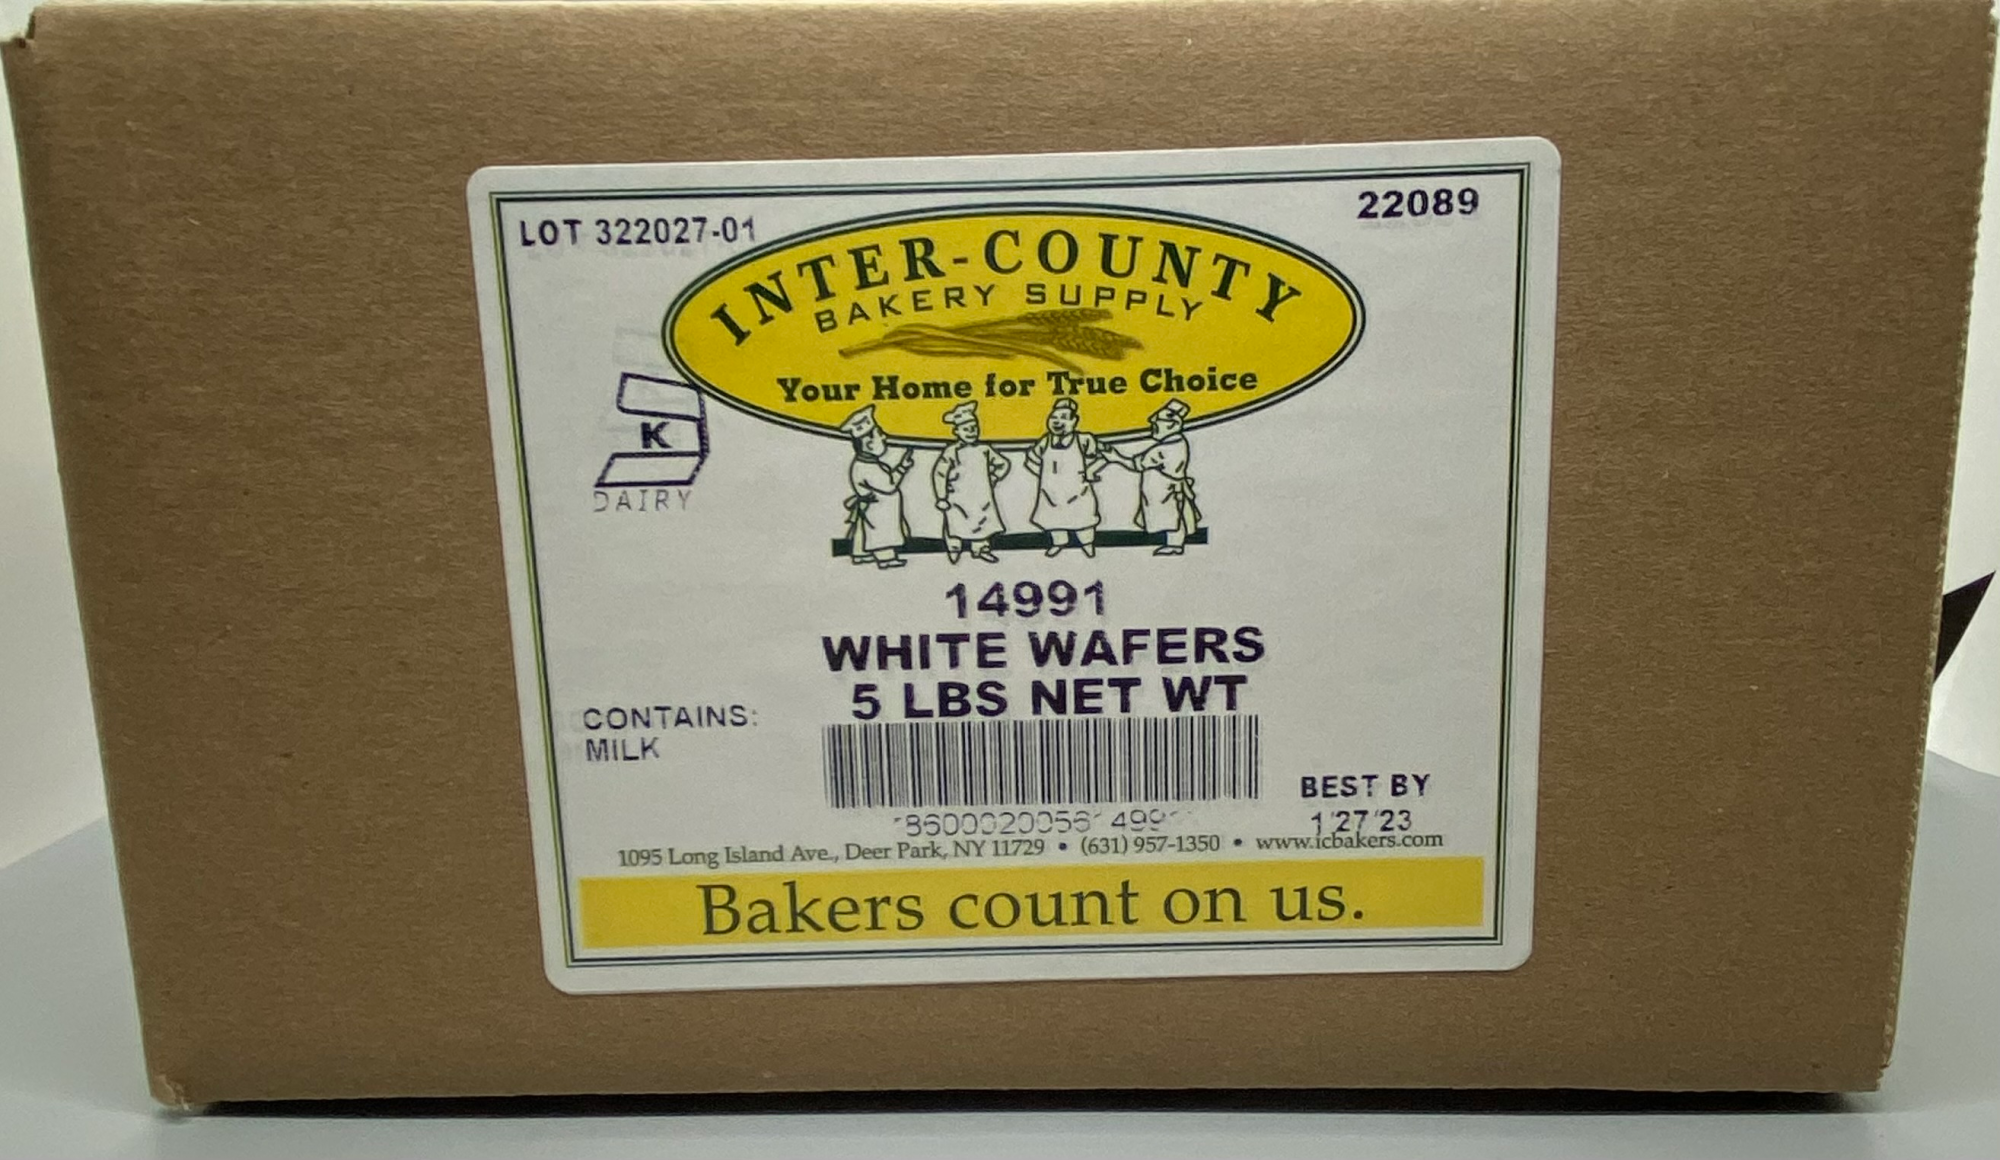 LOT 322027-01
22089
INTER-COUNTY
BAKERY SUPPLY
Your Home for True Choice
K
DAIRY
14991
WHITE WAFERS
5 LBS NET WT
CONTAINS:
MILK
BEST BY
1/27/23
1095 Long Island Ave., Deer Park, NY 11729 • (631) 957-1350 • www.icbakers.com
Bakers count on us.